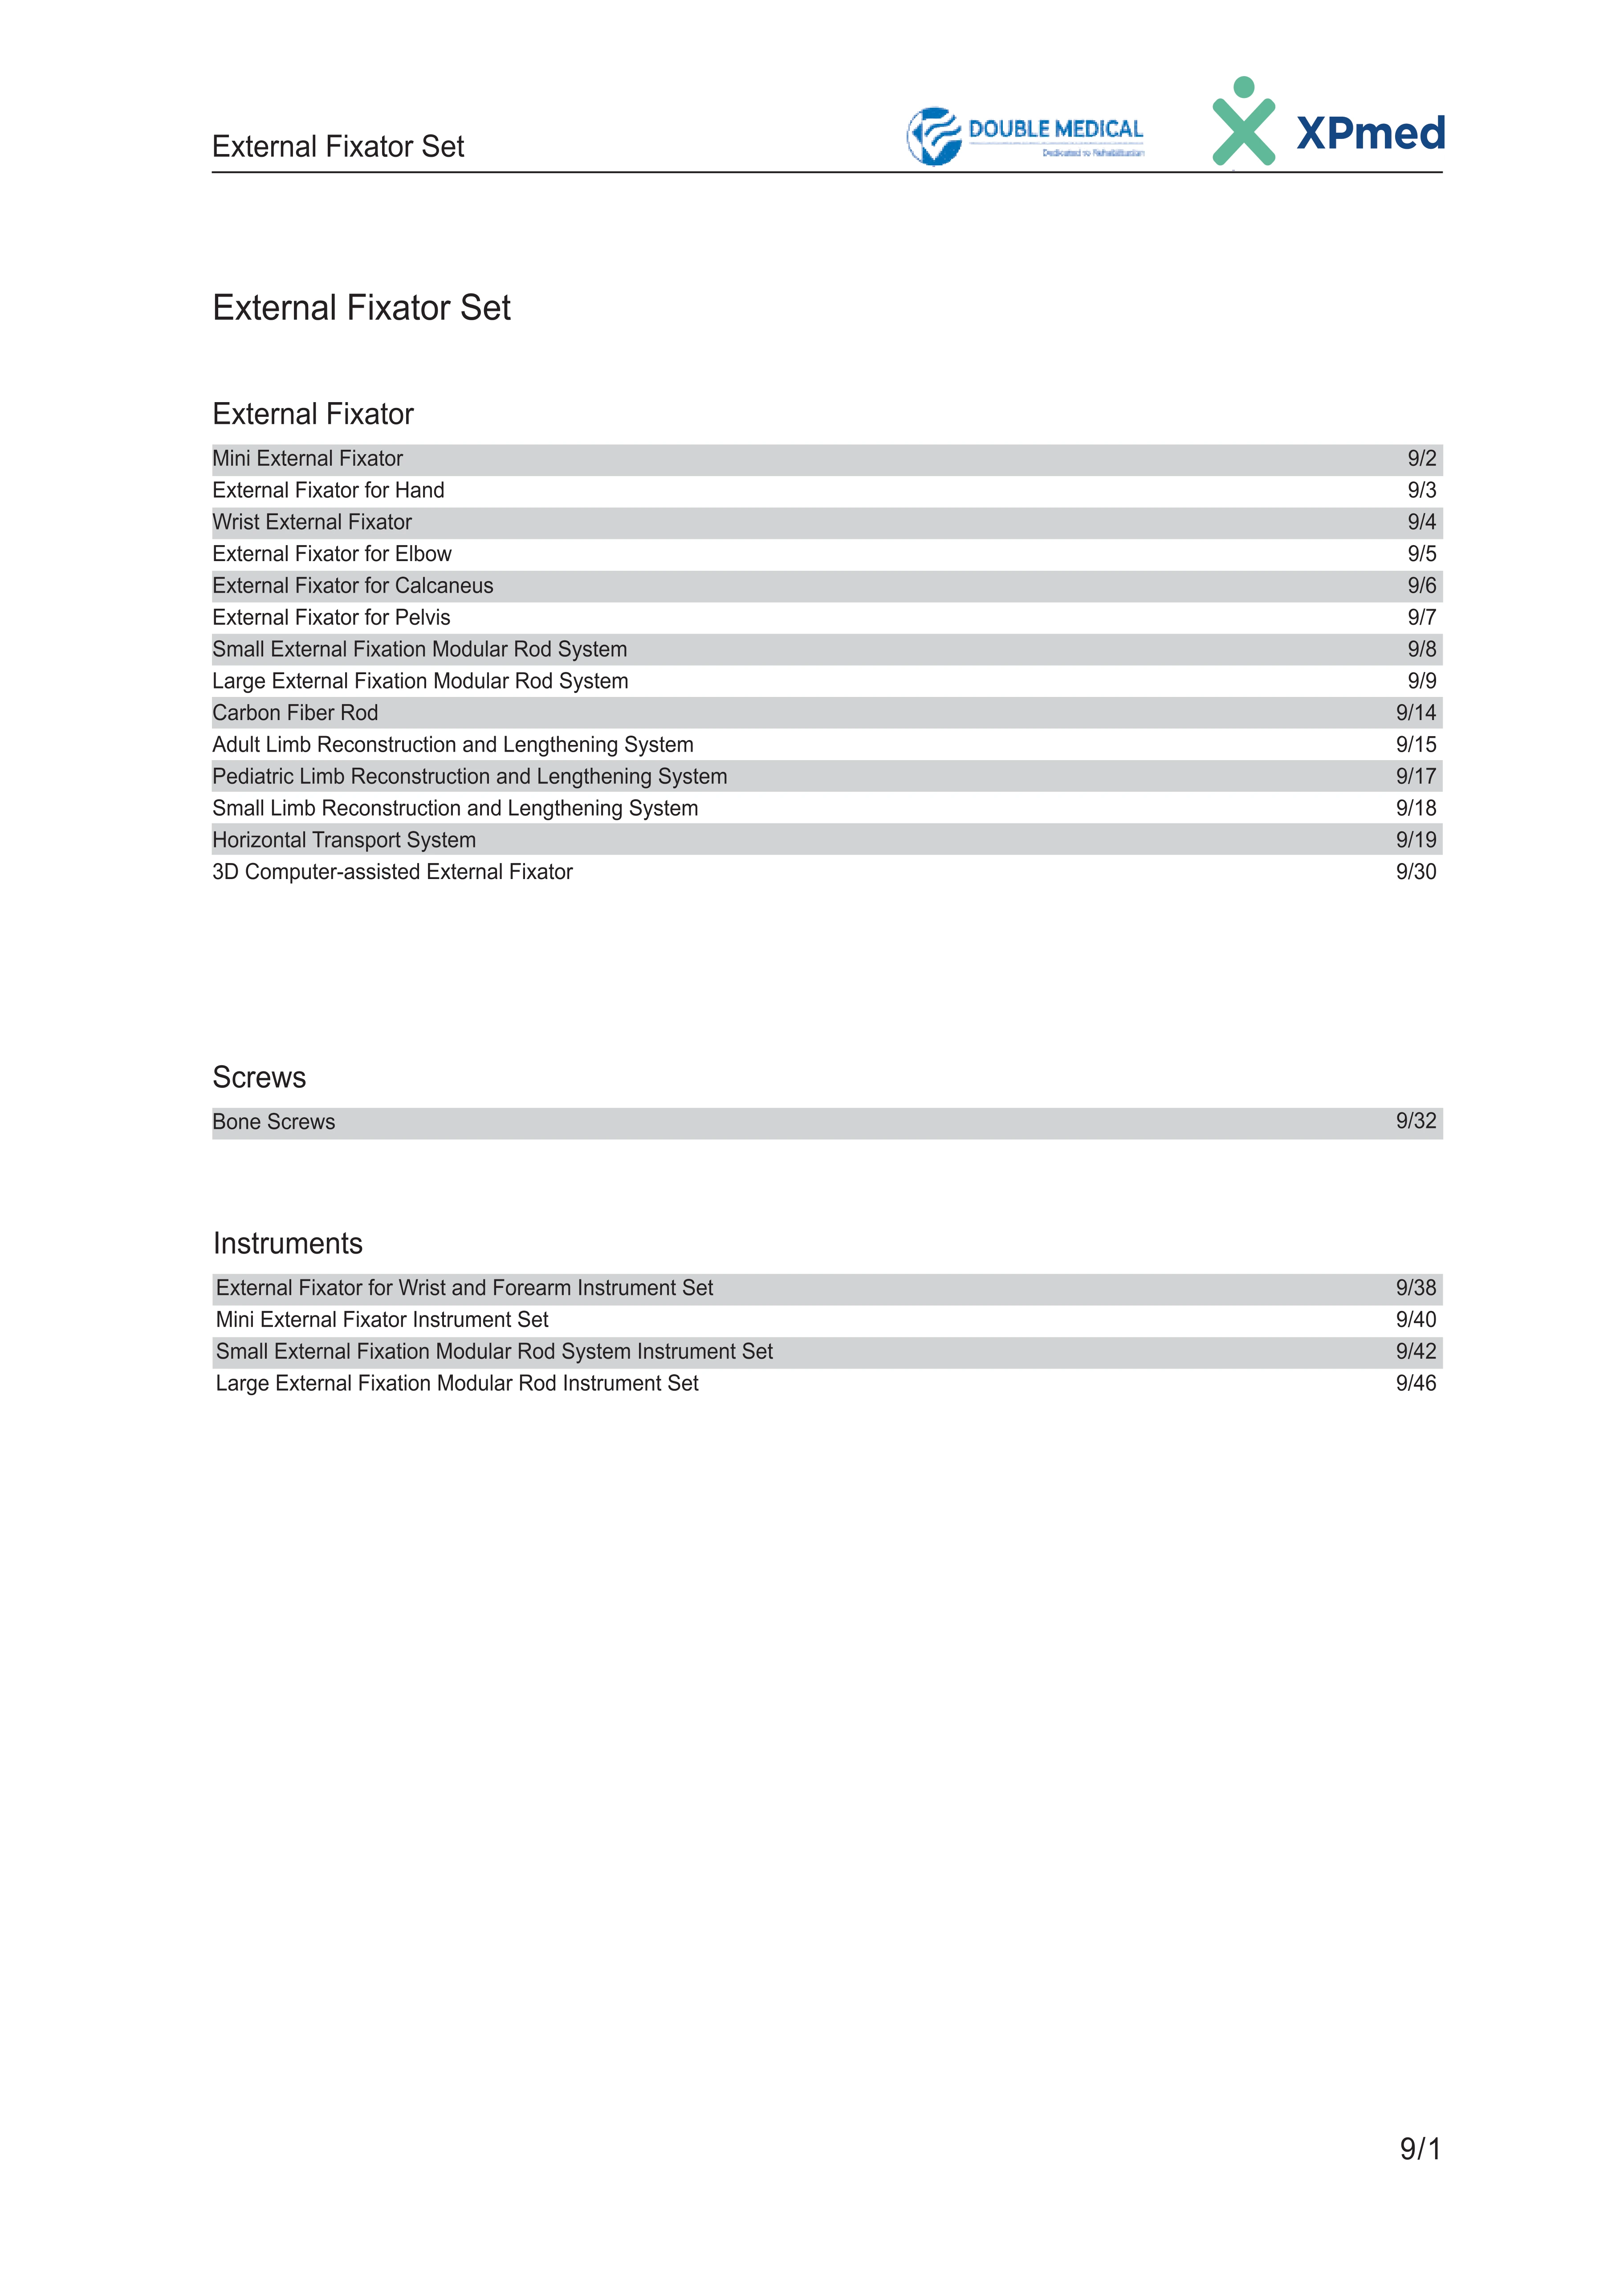 External Fixator Set
DOUBLE MEDICAL
Dedicated to Rehabilitation
XPmed
External Fixator Set
External Fixator
Mini External Fixator 9/2
External Fixator for Hand 9/3
Wrist External Fixator 9/4
External Fixator for Elbow 9/5
External Fixator for Calcaneus 9/6
External Fixator for Pelvis 9/7
Small External Fixation Modular Rod System 9/8
Large External Fixation Modular Rod System 9/9
Carbon Fiber Rod 9/14
Adult Limb Reconstruction and Lengthening System 9/15
Pediatric Limb Reconstruction and Lengthening System 9/17
Small Limb Reconstruction and Lengthening System 9/18
Horizontal Transport System 9/19
3D Computer-assisted External Fixator 9/30
Screws
Bone Screws 9/32
Instruments
External Fixator for Wrist and Forearm Instrument Set 9/38
Mini External Fixator Instrument Set 9/40
Small External Fixation Modular Rod System Instrument Set 9/42
Large External Fixation Modular Rod Instrument Set 9/46
9/1